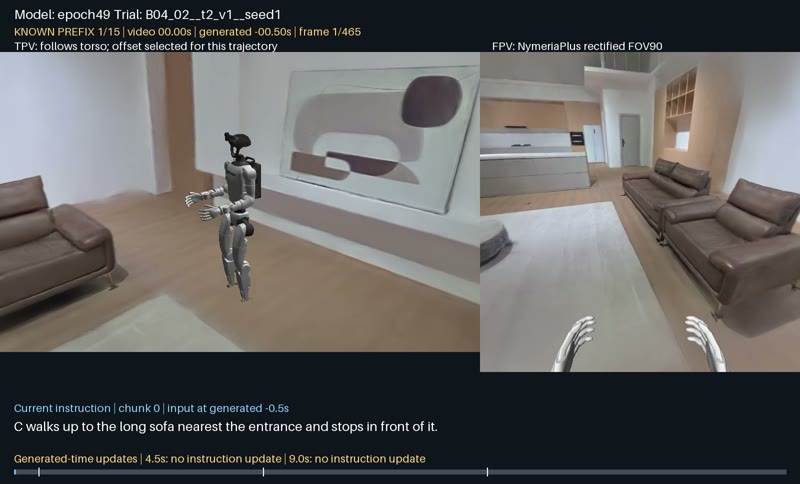 Model: epoch49 Trial: B04_02__t2_v1__seed1
KNOWN PREFIX 1/15 | video 00.00s | generated -00.50s | frame 1/465
TPV: follows torso; offset selected for this trajectory
FPV: NymeriaPlus rectified FOV90
Current instruction | chunk 0 | input at generated -0.5s
C walks up to the long sofa nearest the entrance and stops in front of it.
Generated-time updates | 4.5s: no instruction update | 9.0s: no instruction update